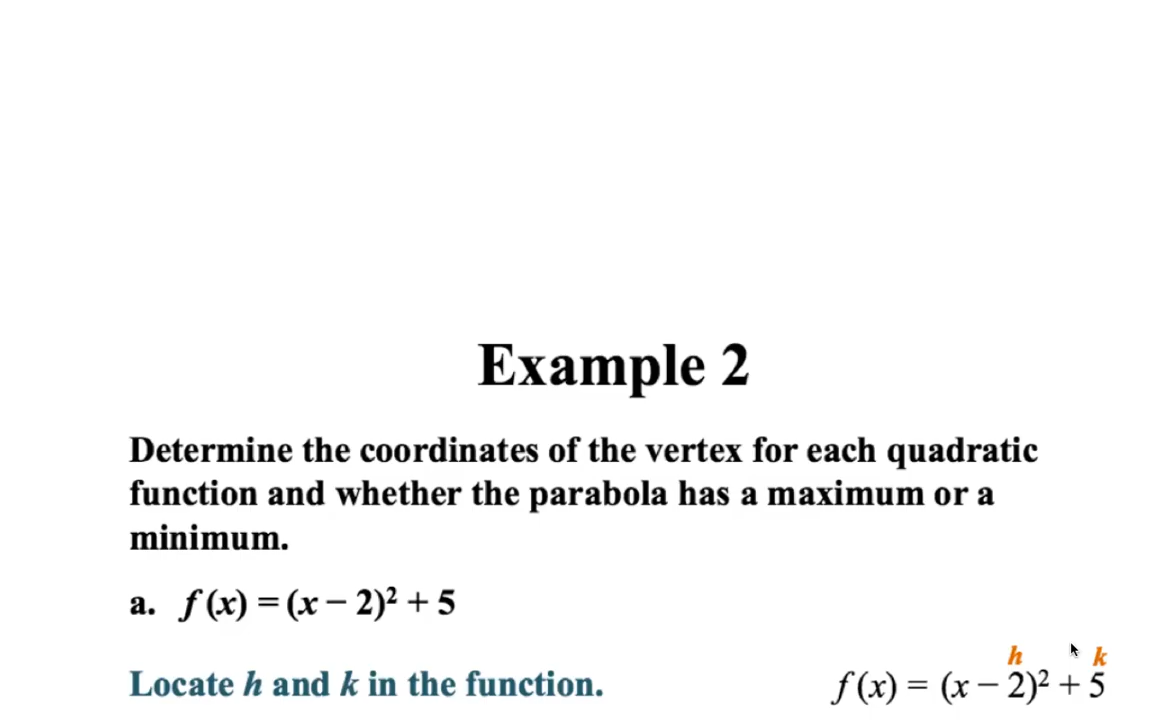 Example 2
Determine the coordinates of the vertex for each quadratic
function and whether the parabola has a maximum or a
minimum.
a. f(x) = (x – 2)² + 5
h k
Locate h and k in the function. f(x) = (x – 2)² + 5